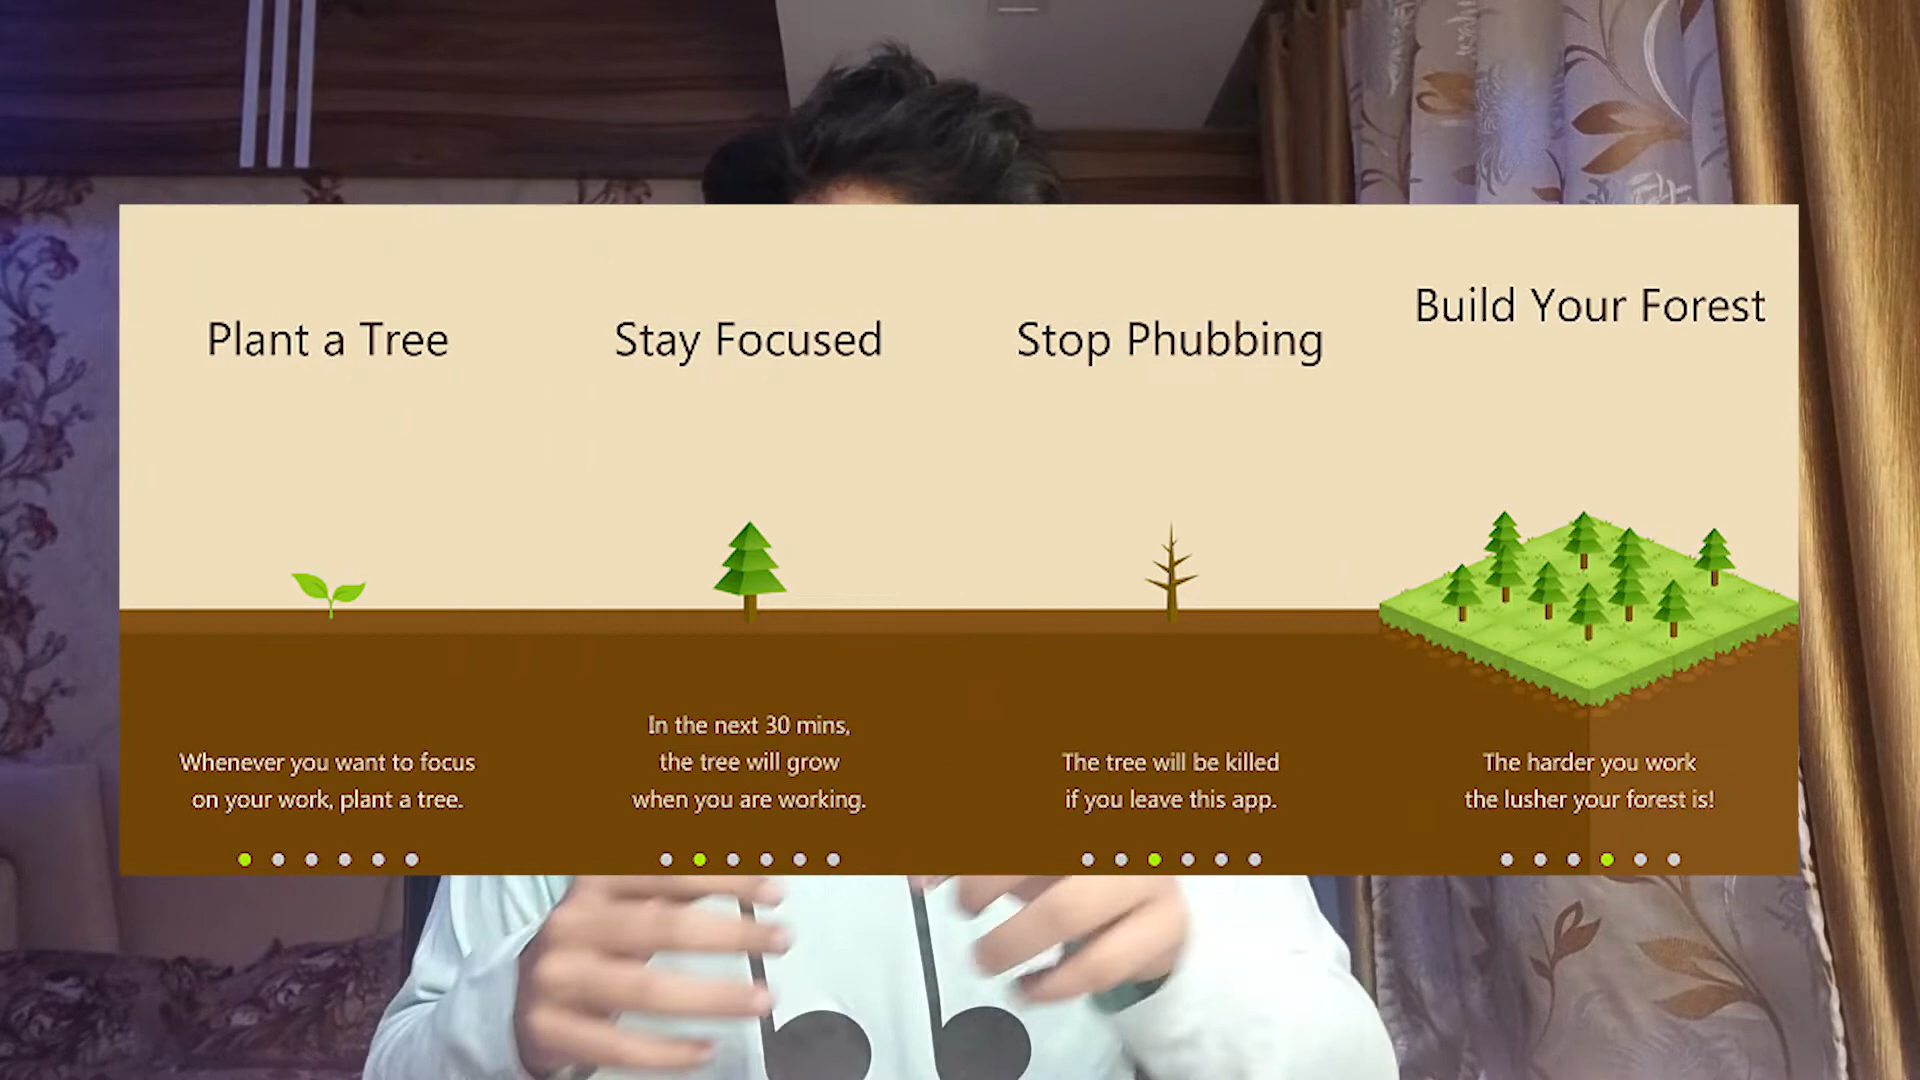 Plant a Tree
Whenever you want to focus
on your work, plant a tree.
Stay Focused
In the next 30 mins,
the tree will grow
when you are working.
Stop Phubbing
The tree will be killed
if you leave this app.
Build Your Forest
The harder you work
the lusher your forest is!